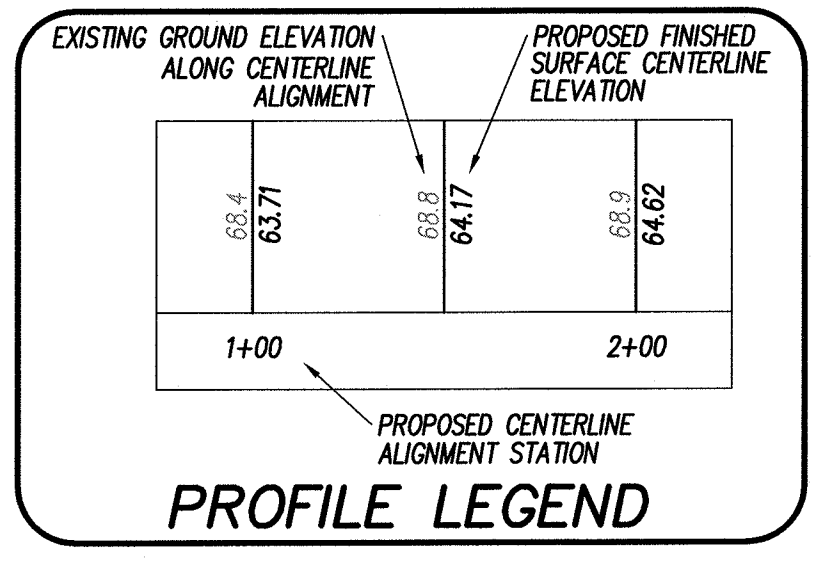 EXISTING GROUND ELEVATION
ALONG CENTERLINE
ALIGNMENT
PROPOSED FINISHED
SURFACE CENTERLINE
ELEVATION
68.4
63.71
68.8
64.17
68.9
64.62
1+00
2+00
PROPOSED CENTERLINE
ALIGNMENT STATION
PROFILE LEGEND